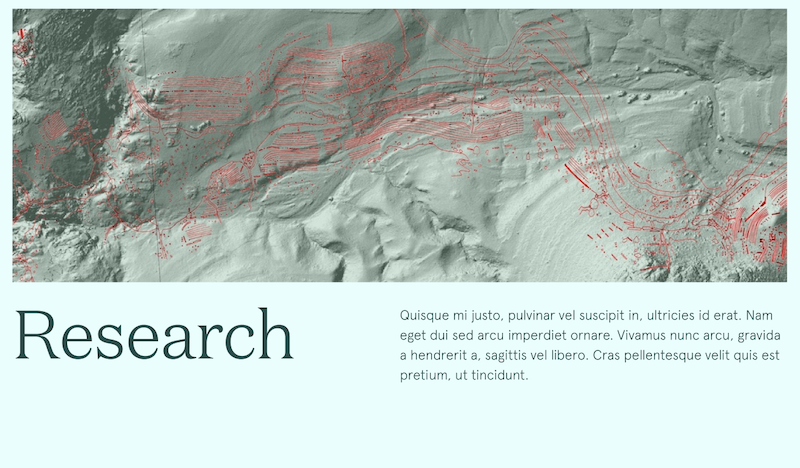 Research
Quisque mi justo, pulvinar vel suscipit in, ultricies id erat. Nam
eget dui sed arcu imperdiet ornare. Vivamus nunc arcu, gravida
a hendrerit a, sagittis vel libero. Cras pellentesque velit quis est
pretium, ut tincidunt.